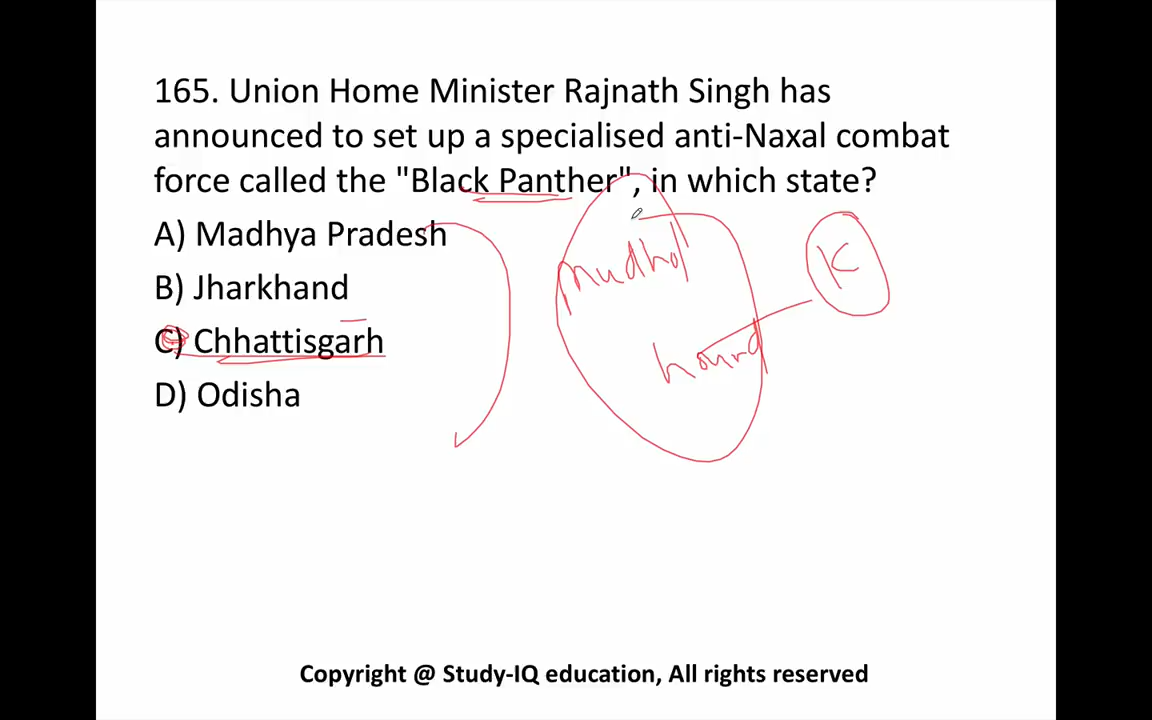 165. Union Home Minister Rajnath Singh has
announced to set up a specialised anti-Naxal combat
force called the "Black Panther", in which state?
A) Madhya Pradesh
B) Jharkhand
C) Chhattisgarh
D) Odisha
mudhol
hound
K
Copyright @ Study-IQ education, All rights reserved